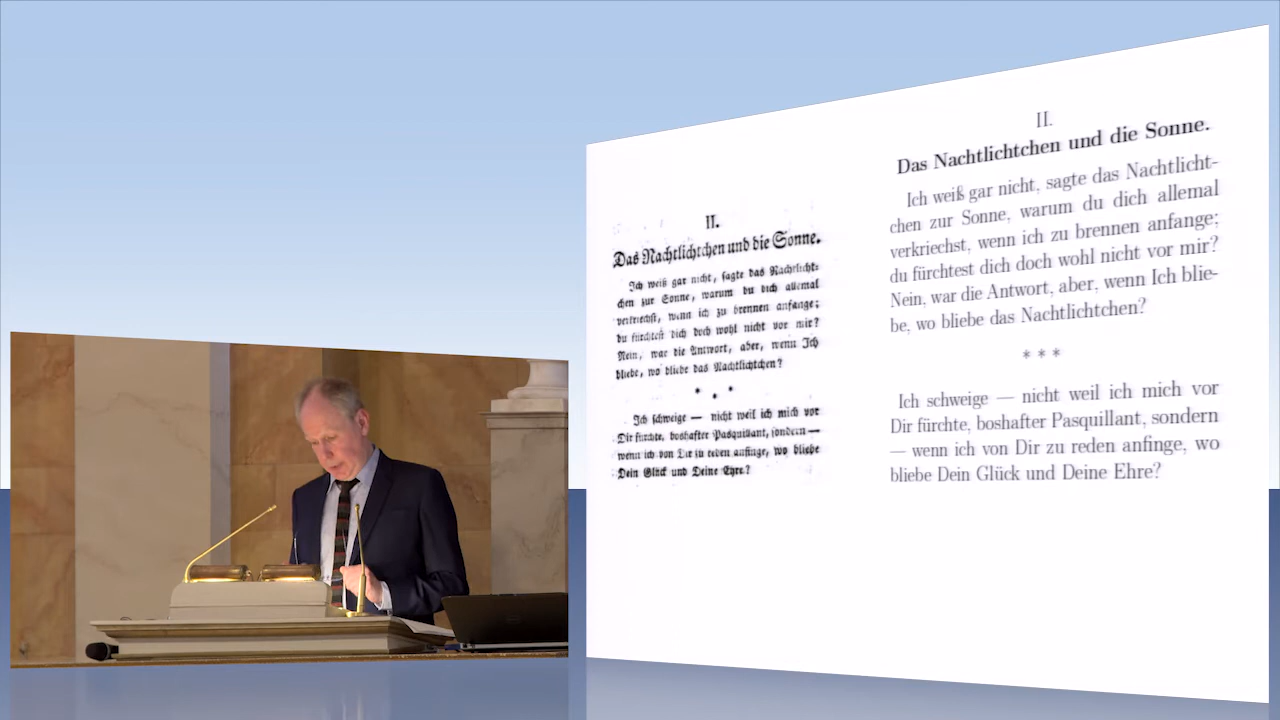 II.
Das Nachtlichtchen und die Sonne.
Ich weiß gar nicht, sagte das Nachtlicht-
chen zur Sonne, warum du dich allemal
verkriechst, wenn ich zu brennen anfange;
du fürchtest dich doch wohl nicht vor mir?
Nein, war die Antwort, aber, wenn Ich
bliebe, wo bliebe das Nachtlichtchen?
* * *
Ich schweige — nicht weil ich mich vor
Dir fürchte, boshafter Pasquillant, sondern —
wenn ich von Dir zu reden anfinge, wo bliebe
Dein Glück und Deine Ehre?
II.
Das Nachtlichtchen und die Sonne.
Ich weiß gar nicht, sagte das Nachtlicht-
chen zur Sonne, warum du dich allemal
verkriechst, wenn ich zu brennen anfange;
du fürchtest dich doch wohl nicht vor mir?
Nein, war die Antwort, aber, wenn Ich blie-
be, wo bliebe das Nachtlichtchen?
* * *
Ich schweige — nicht weil ich mich vor
Dir fürchte, boshafter Pasquillant, sondern
— wenn ich von Dir zu reden anfinge, wo
bliebe Dein Glück und Deine Ehre?